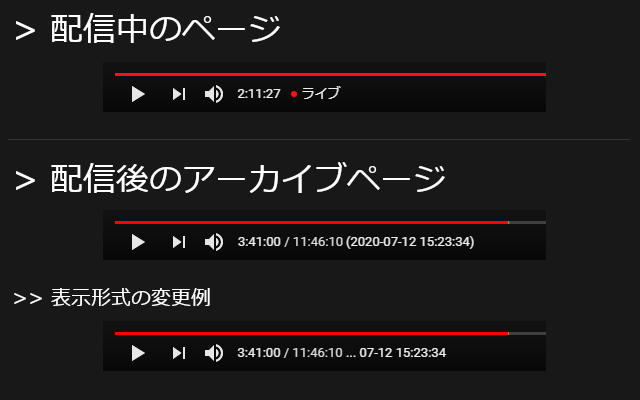 > 配信中のページ
2:11:27 ● ライブ
> 配信後のアーカイブページ
3:41:00 / 11:46:10 (2020-07-12 15:23:34)
>> 表示形式の変更例
3:41:00 / 11:46:10 ... 07-12 15:23:34